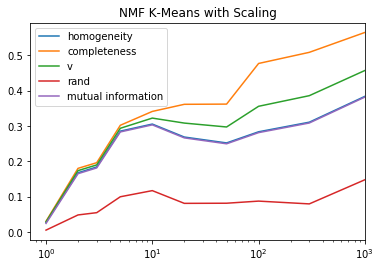 NMF K-Means with Scaling
homogeneity
completeness
v
rand
mutual information
0.5
0.4
0.3
0.2
0.1
0.0
10⁰ 10¹ 10² 10³